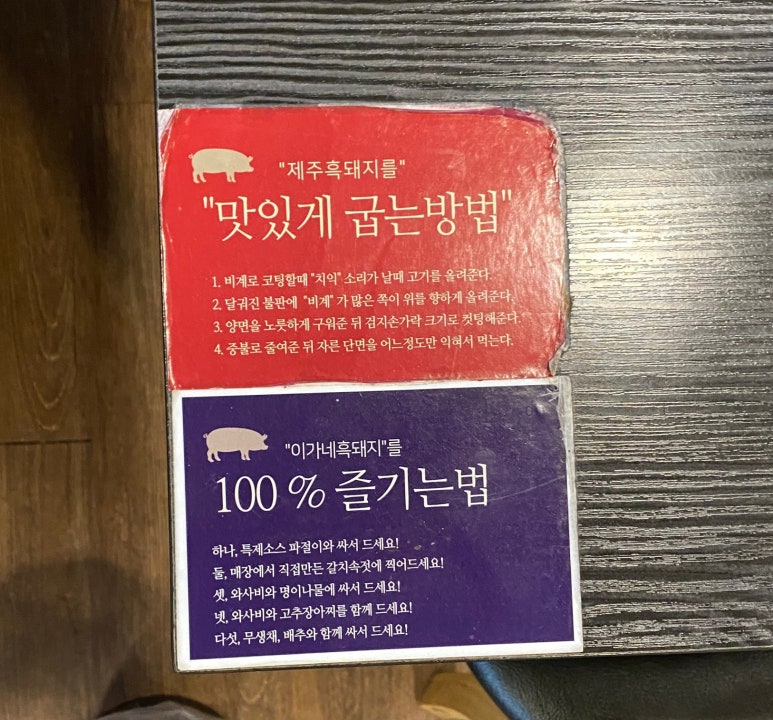 "제주흑돼지를"
"맛있게 굽는방법"
1. 비계로 코팅할때 "치익" 소리가 날때 고기를 올려준다.
2. 달궈진 불판에 "비계" 가 많은 쪽이 위를 향하게 올려준다.
3. 양면을 노릇하게 구워준 뒤 검지손가락 크기로 컷팅해준다.
4. 중불로 줄여준 뒤 자른 단면을 어느정도만 익혀서 먹는다.
"이가네흑돼지"를
100 % 즐기는법
하나, 특제소스 파절이와 싸서 드세요!
둘, 매장에서 직접만든 갈치속젓에 찍어드세요!
셋, 와사비와 명이나물에 싸서 드세요!
넷, 와사비와 고추장아찌를 함께 드세요!
다섯, 무생채, 배추와 함께 싸서 드세요!